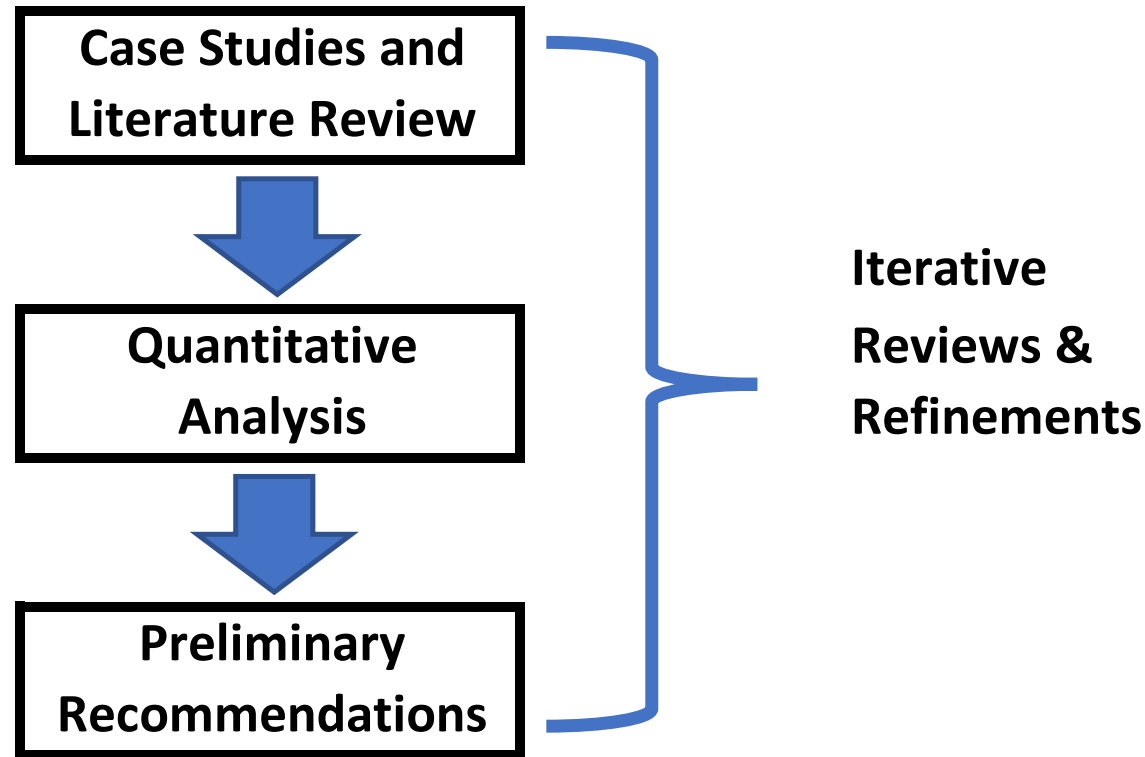 Case Studies and
Literature Review
Quantitative
Analysis
Preliminary
Recommendations
Iterative
Reviews &
Refinements